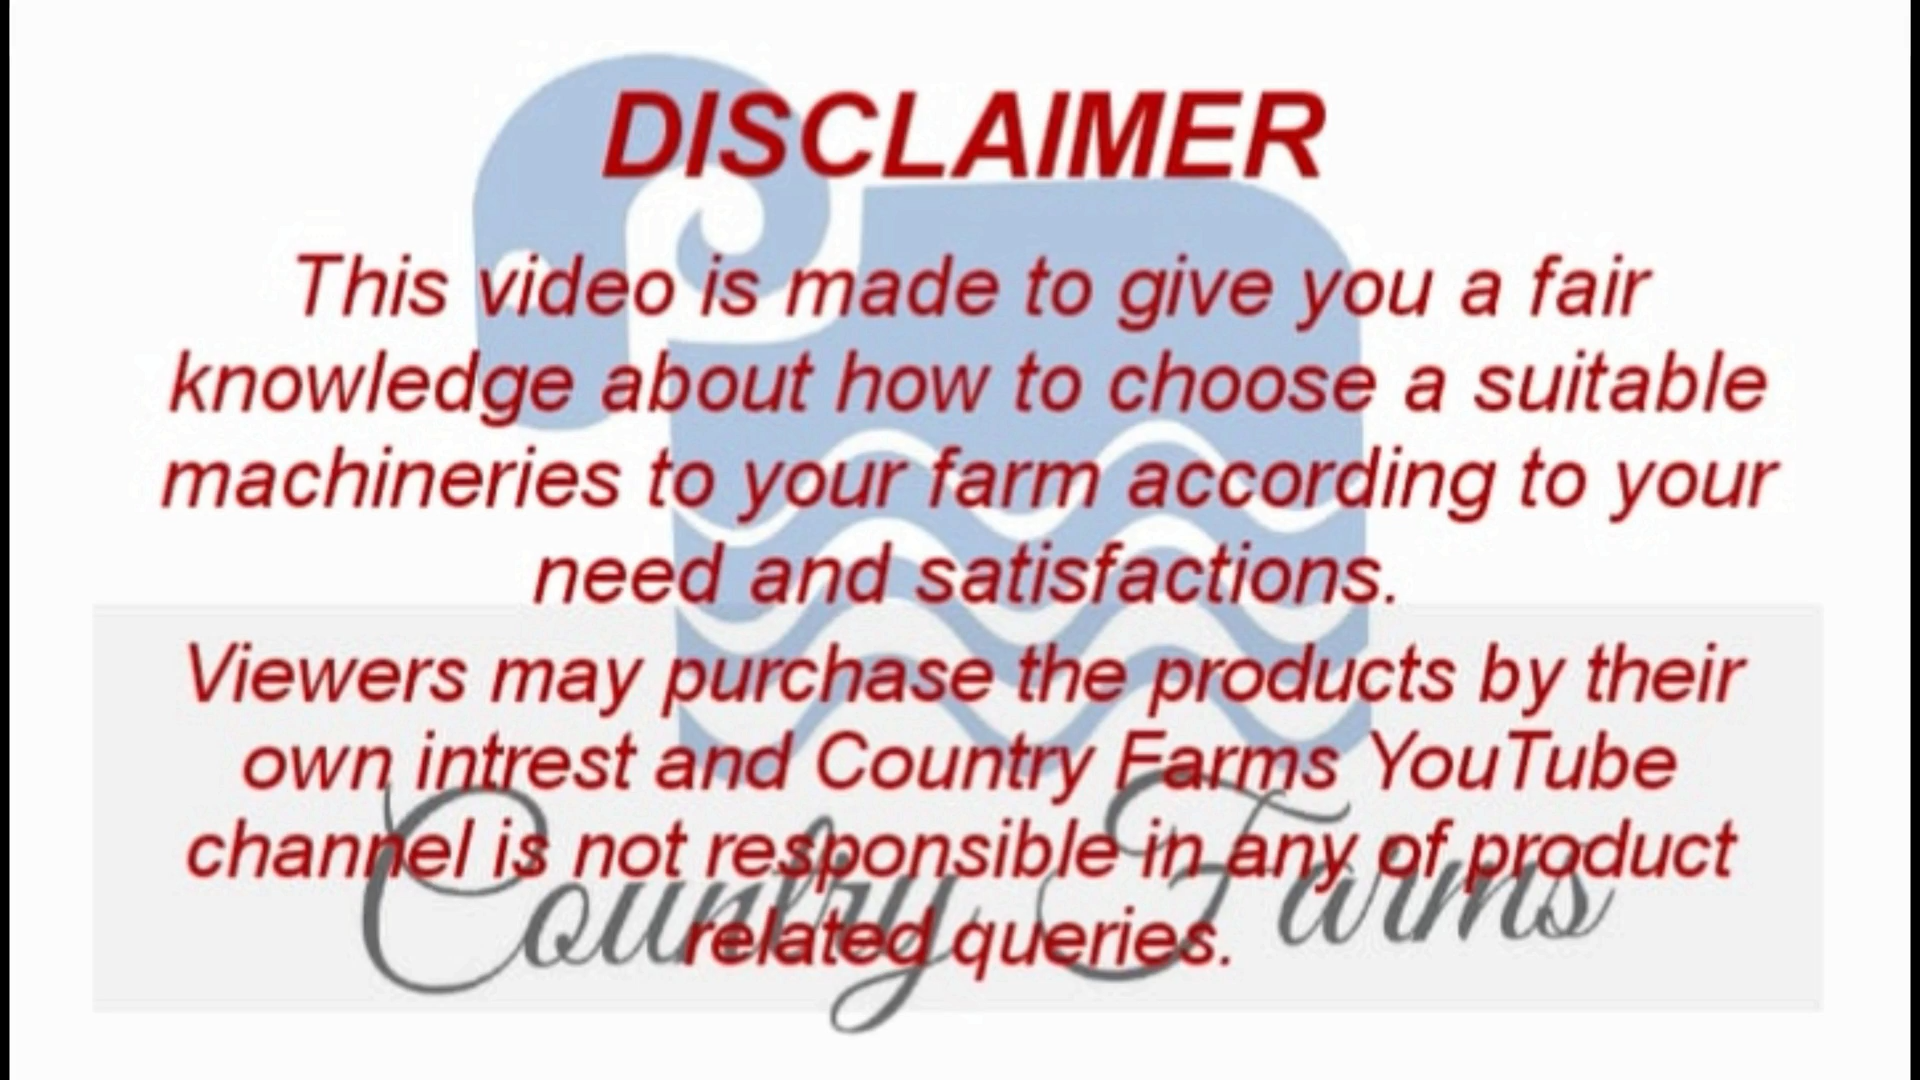 DISCLAIMER
This video is made to give you a fair
knowledge about how to choose a suitable
machineries to your farm according to your
need and satisfactions.
Viewers may purchase the products by their
own intrest and Country Farms YouTube
channel is not responsible in any of product
related queries.
Country Farms